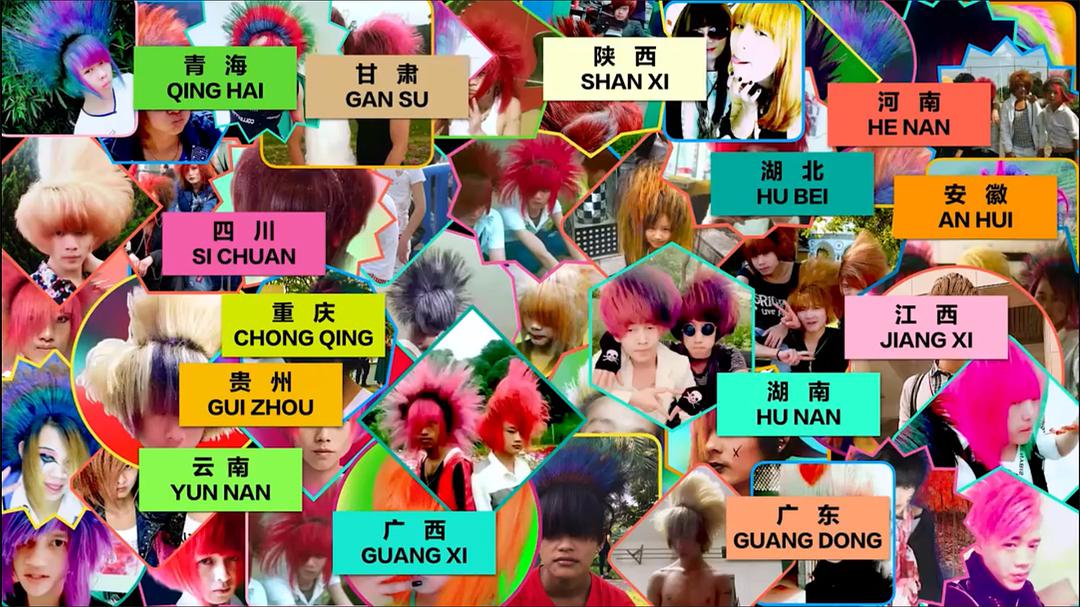 青 海
QING HAI
甘 肃
GAN SU
陕 西
SHAN XI
河 南
HE NAN
湖 北
HU BEI
安 徽
AN HUI
四 川
SI CHUAN
重 庆
CHONG QING
江 西
JIANG XI
贵 州
GUI ZHOU
湖 南
HU NAN
云 南
YUN NAN
广 西
GUANG XI
广 东
GUANG DONG